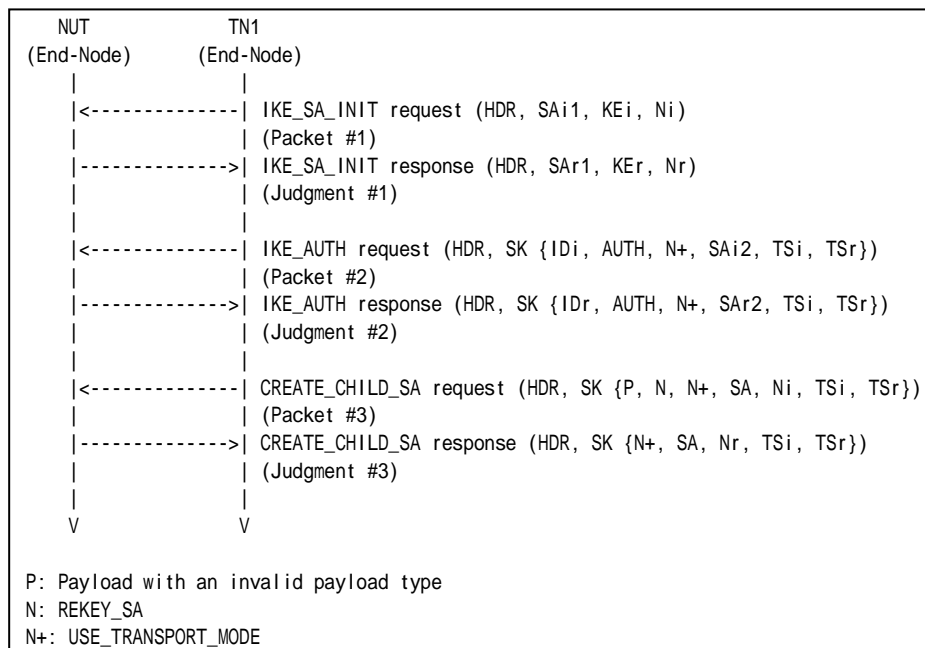 NUT TN1
(End-Node) (End-Node)
| |
|<--------------| IKE_SA_INIT request (HDR, SAi1, KEi, Ni)
| | (Packet #1)
|-------------->| IKE_SA_INIT response (HDR, SAr1, KEr, Nr)
| | (Judgment #1)
| |
|<--------------| IKE_AUTH request (HDR, SK {IDi, AUTH, N+, SAi2, TSi, TSr})
| | (Packet #2)
|-------------->| IKE_AUTH response (HDR, SK {IDr, AUTH, N+, SAr2, TSi, TSr})
| | (Judgment #2)
| |
|<--------------| CREATE_CHILD_SA request (HDR, SK {P, N, N+, SA, Ni, TSi, TSr})
| | (Packet #3)
|-------------->| CREATE_CHILD_SA response (HDR, SK {N+, SA, Nr, TSi, TSr})
| | (Judgment #3)
| |
V V
P: Payload with an invalid payload type
N: REKEY_SA
N+: USE_TRANSPORT_MODE